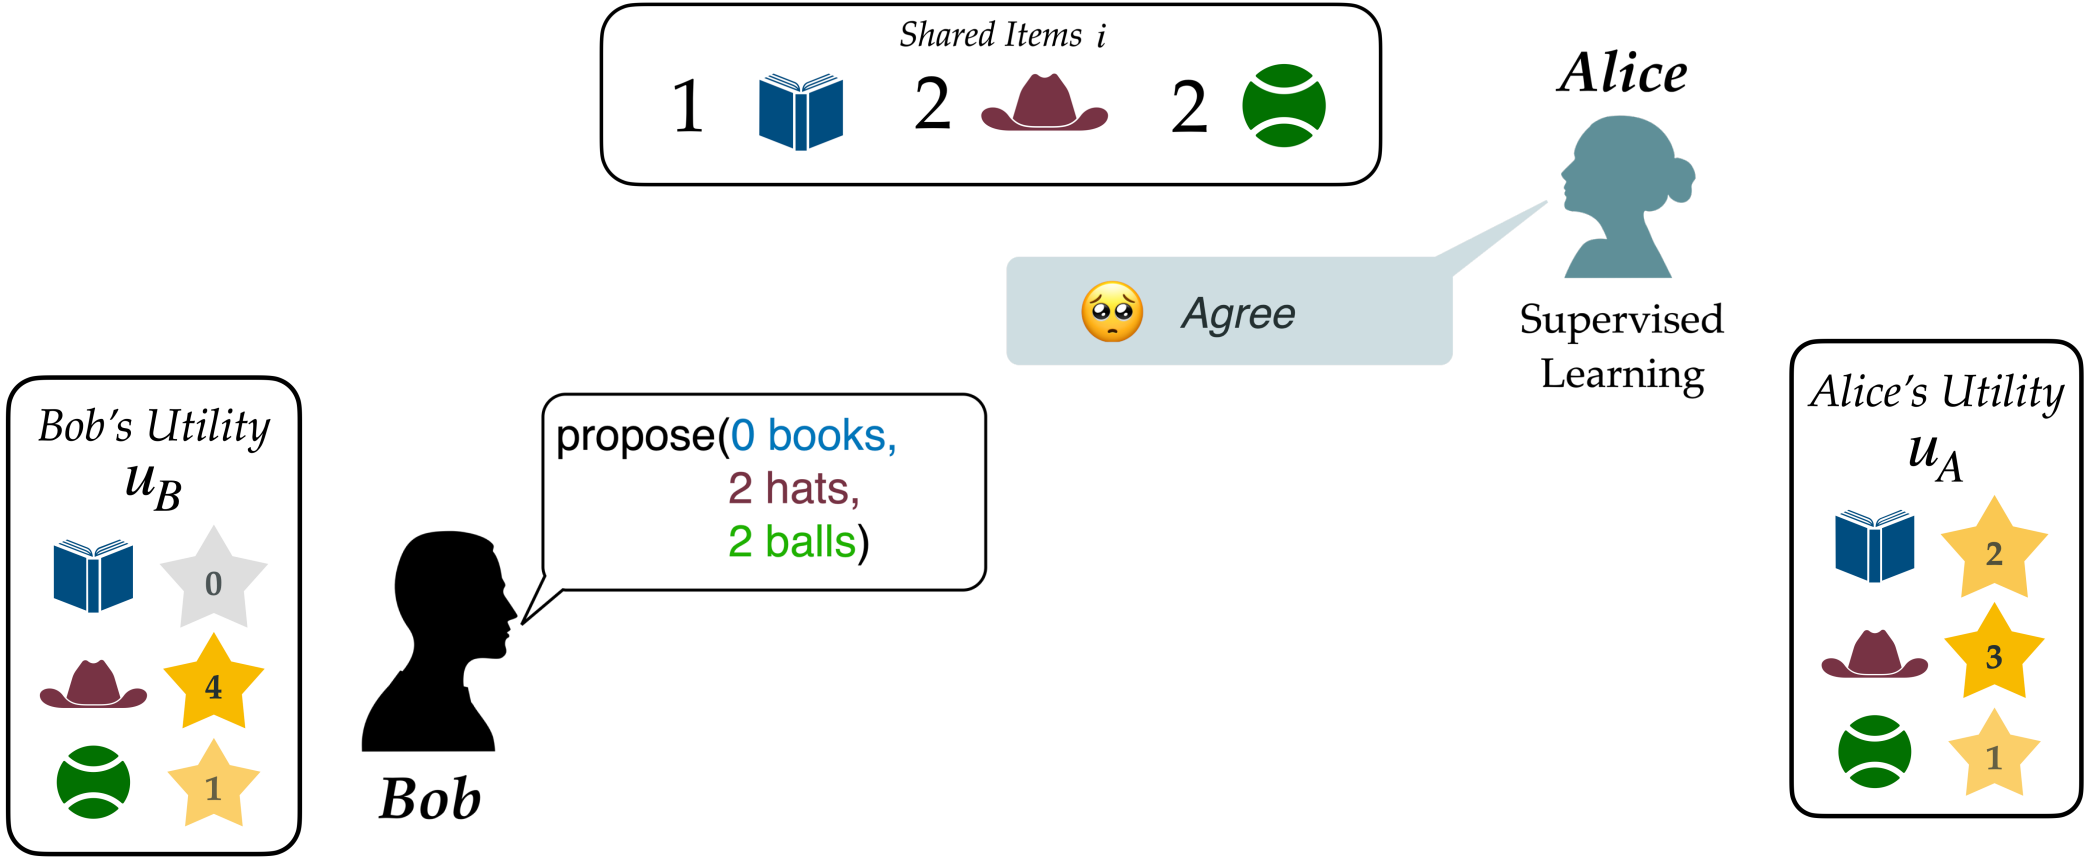 Shared Items i
1 2 2
Alice
Agree
Supervised
Learning
Bob's Utility
u_B
0
4
1
propose(0 books,
2 hats,
2 balls)
Bob
Alice's Utility
u_A
2
3
1